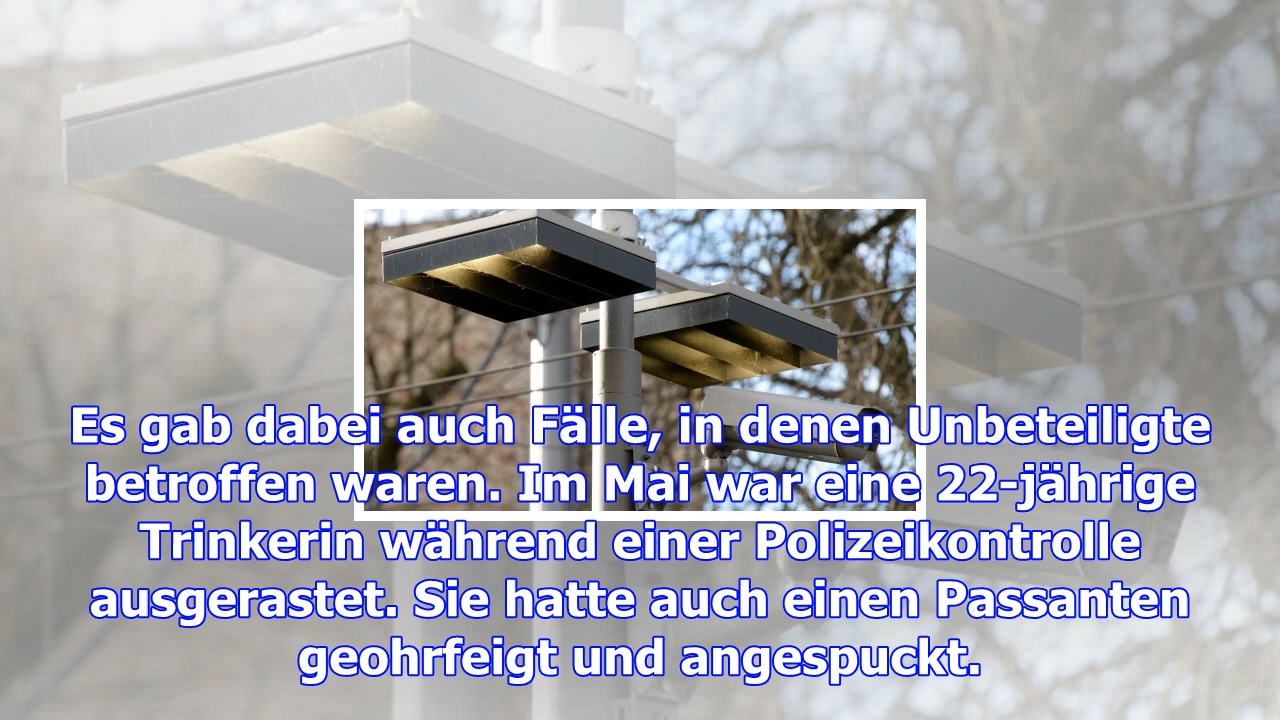 Es gab dabei auch Fälle, in denen Unbeteiligte
betroffen waren. Im Mai war eine 22-jährige
Trinkerin während einer Polizeikontrolle
ausgerastet. Sie hatte auch einen Passanten
geohrfeigt und angespuckt.